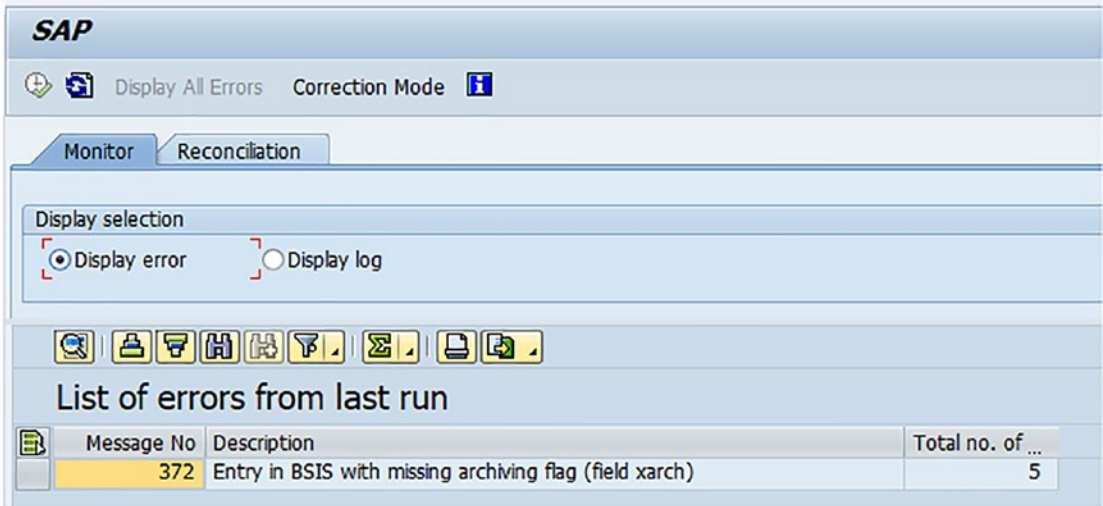 SAP
Display All Errors Correction Mode
Monitor Reconciliation
Display selection
Display error Display log
List of errors from last run
Message No Description Total no. of ...
372 Entry in BSIS with missing archiving flag (field xarch) 5